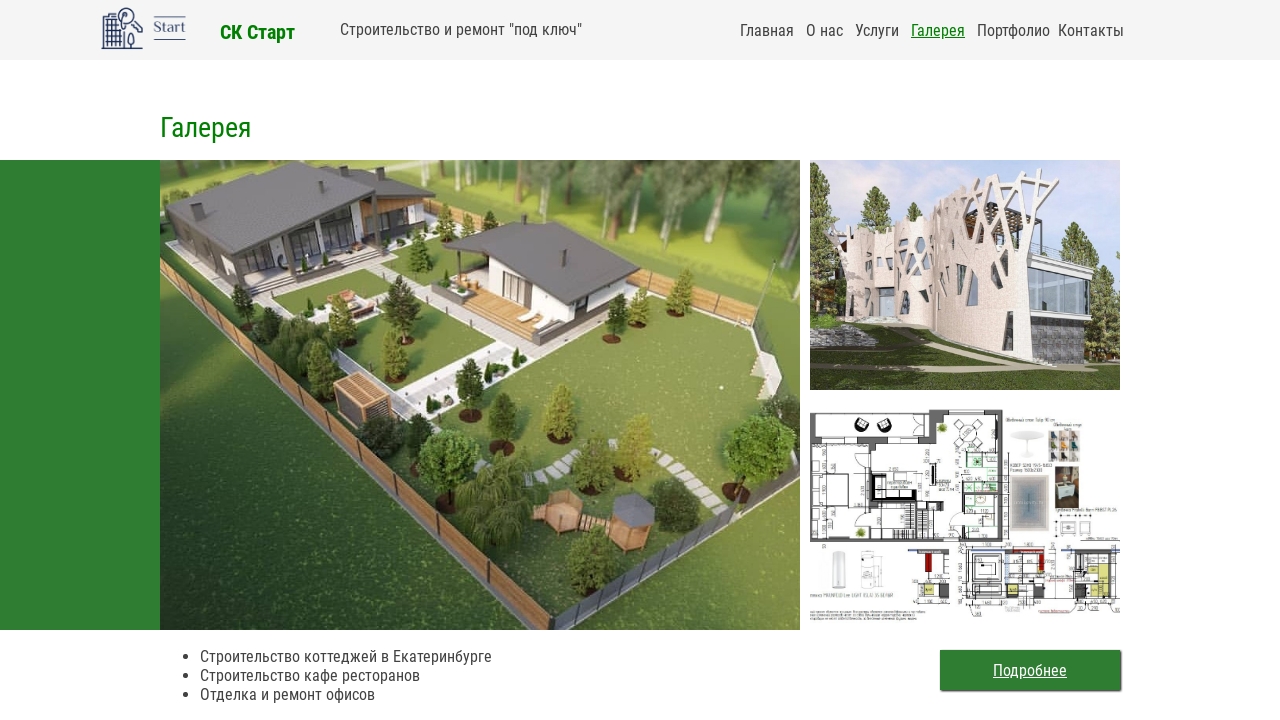 Start
СК Старт
Строительство и ремонт "под ключ"
Главная О нас Услуги Галерея Портфолио Контакты
Галерея
Строительство коттеджей в Екатеринбурге
Строительство кафе ресторанов
Отделка и ремонт офисов
Подробнее